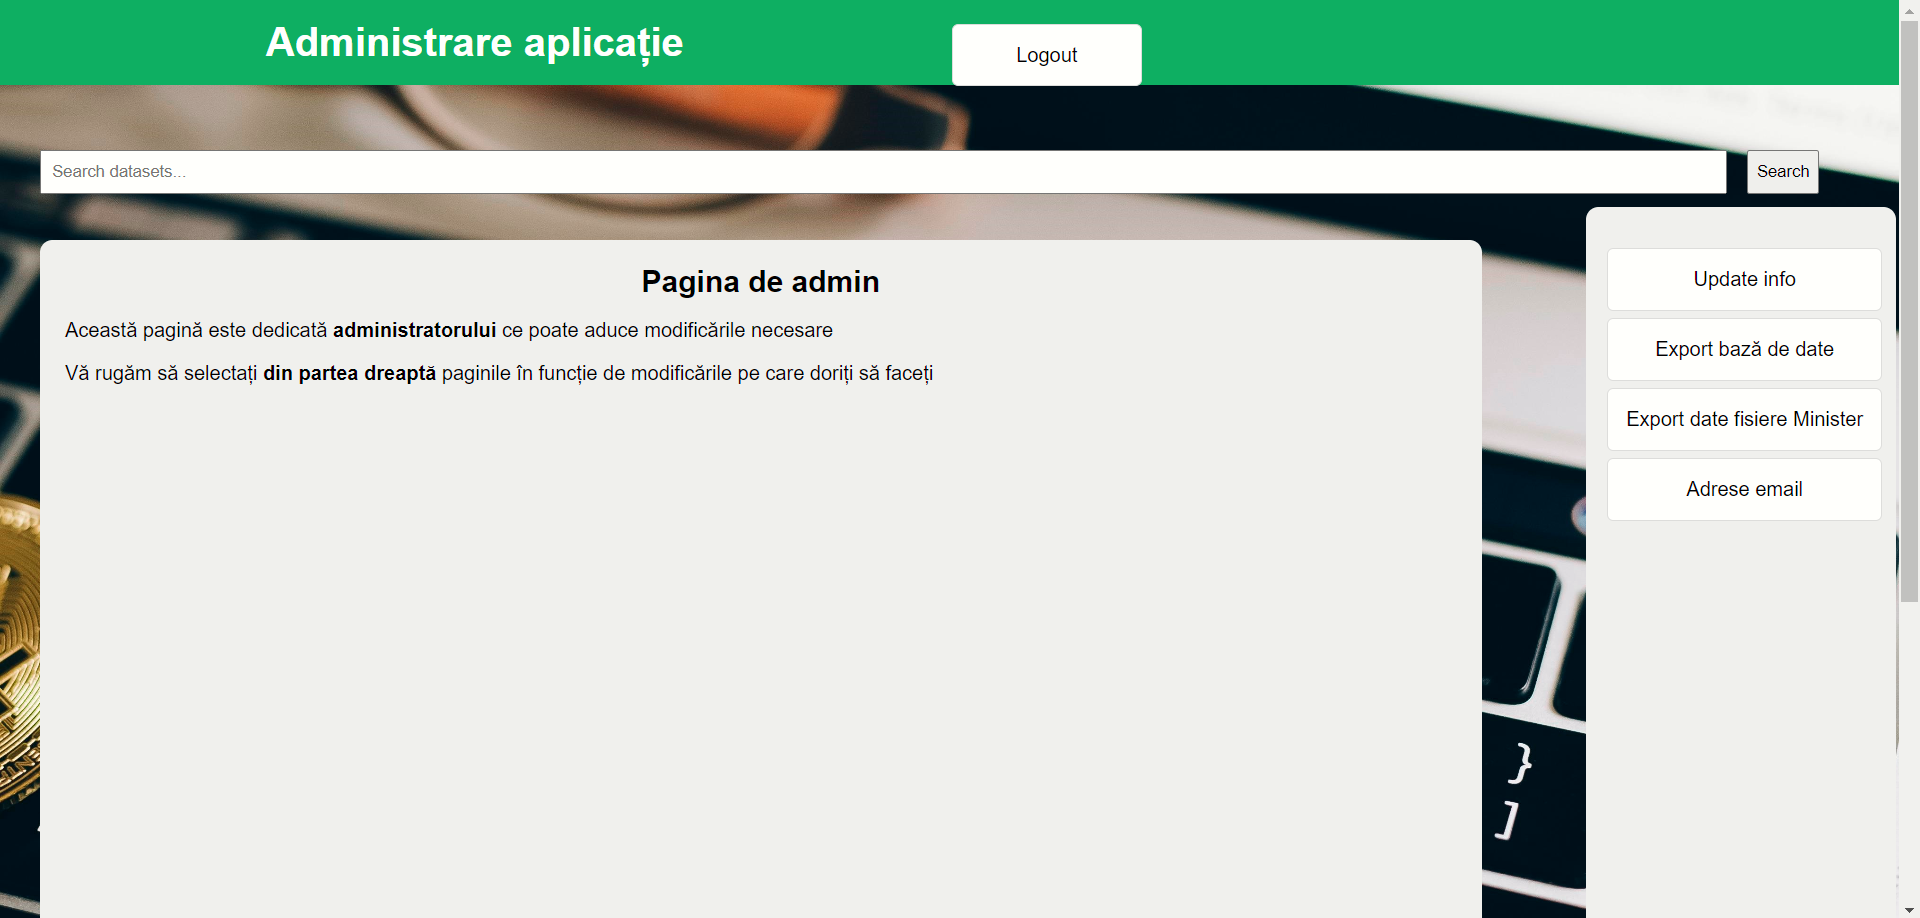 Administrare aplicație
Logout
Search datasets...
Search
Pagina de admin
Această pagină este dedicată administratorului ce poate aduce modificările necesare
Vă rugăm să selectați din partea dreaptă paginile în funcție de modificările pe care doriți să faceți
Update info
Export bază de date
Export date fisiere Minister
Adrese email
}
]